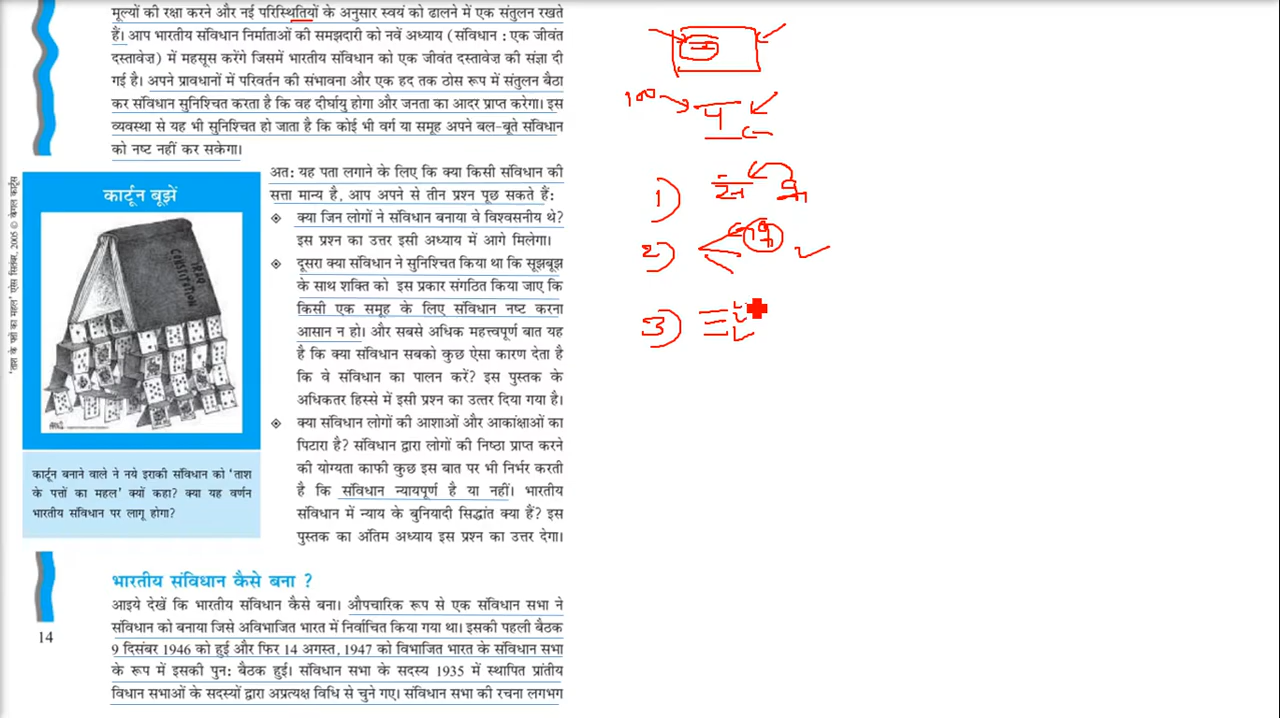 मूल्यों की रक्षा करने और नई परिस्थितियों के अनुसार स्वयं को ढालने में एक संतुलन रखते
हैं। आप भारतीय संविधान निर्माताओं की समझदारी को नवें अध्याय (संविधान : एक जीवंत
दस्तावेज़) में महसूस करेंगे जिसमें भारतीय संविधान को एक जीवंत दस्तावेज़ की संज्ञा दी
गई है। अपने प्रावधानों में परिवर्तन की संभावना और एक हद तक ठोस रूप में संतुलन बैठा
कर संविधान सुनिश्चित करता है कि वह दीर्घायु होगा और जनता का आदर प्राप्त करेगा। इस
व्यवस्था से यह भी सुनिश्चित हो जाता है कि कोई भी वर्ग या समूह अपने बल-बूते संविधान
को नष्ट नहीं कर सकेगा।
अत: यह पता लगाने के लिए कि क्या किसी संविधान की
सत्ता मान्य है, आप अपने से तीन प्रश्न पूछ सकते हैं:
क्या जिन लोगों ने संविधान बनाया वे विश्वसनीय थे?
इस प्रश्न का उत्तर इसी अध्याय में आगे मिलेगा।
दूसरा क्या संविधान ने सुनिश्चित किया था कि सूझबूझ
के साथ शक्ति को इस प्रकार संगठित किया जाए कि
किसी एक समूह के लिए संविधान नष्ट करना
आसान न हो। और सबसे अधिक महत्त्वपूर्ण बात यह
है कि क्या संविधान सबको कुछ ऐसा कारण देता है
कि वे संविधान का पालन करें? इस पुस्तक के
अधिकतर हिस्से में इसी प्रश्न का उत्तर दिया गया है।
क्या संविधान लोगों की आशाओं और आकांक्षाओं का
पिटारा है? संविधान द्वारा लोगों की निष्ठा प्राप्त करने
की योग्यता काफी कुछ इस बात पर भी निर्भर करती
है कि संविधान न्यायपूर्ण है या नहीं। भारतीय
संविधान में न्याय के बुनियादी सिद्धांत क्या हैं? इस
पुस्तक का अंतिम अध्याय इस प्रश्न का उत्तर देगा।
कार्टून बूझें
IRAQ
CONSTITUTION
'ताश के पत्तों का महल' एंस सितंबर, 2005 © केगल कार्टूंस
कार्टून बनाने वाले ने नये इराकी संविधान को 'ताश
के पत्तों का महल' क्यों कहा? क्या यह वर्णन
भारतीय संविधान पर लागू होगा?
भारतीय संविधान कैसे बना ?
आइये देखें कि भारतीय संविधान कैसे बना। औपचारिक रूप से एक संविधान सभा ने
संविधान को बनाया जिसे अविभाजित भारत में निर्वाचित किया गया था। इसकी पहली बैठक
9 दिसंबर 1946 को हुई और फिर 14 अगस्त, 1947 को विभाजित भारत के संविधान सभा
के रूप में इसकी पुन: बैठक हुई। संविधान सभा के सदस्य 1935 में स्थापित प्रांतीय
विधान सभाओं के सदस्यों द्वारा अप्रत्यक्ष विधि से चुने गए। संविधान सभा की रचना लगभग
14
100
प
1) सं
2)
3)